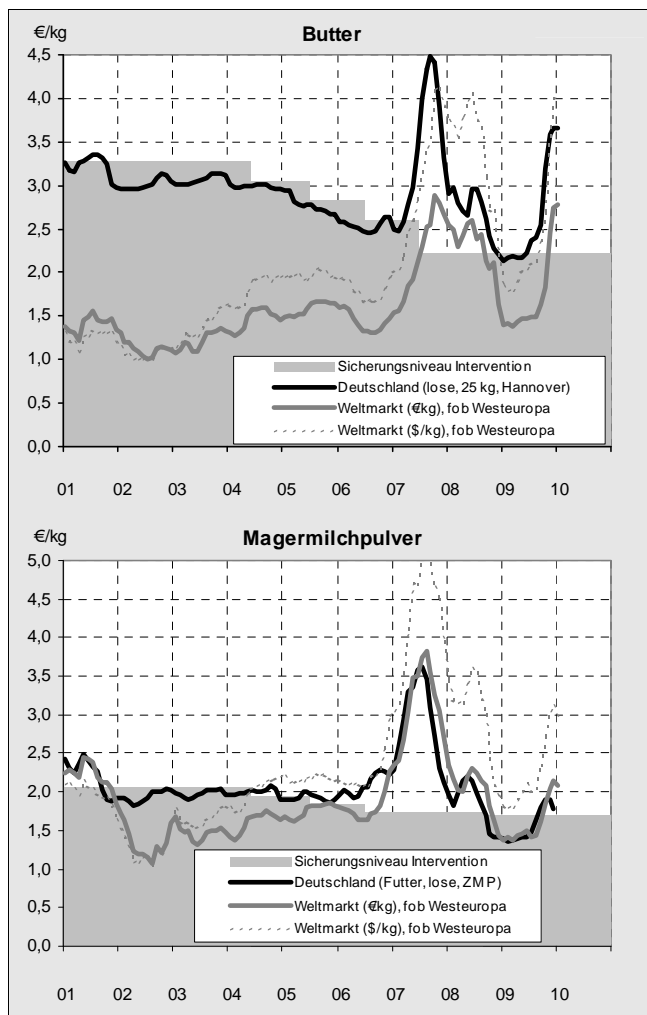 €/kg
Butter
4,5
4,0
3,5
3,0
2,5
2,0
1,5
1,0
0,5
0,0
Sicherungsniveau Intervention
Deutschland (lose, 25 kg, Hannover)
Weltmarkt (€kg), fob Westeuropa
Weltmarkt ($/kg), fob Westeuropa
01 02 03 04 05 06 07 08 09 10
€/kg
Magermilchpulver
5,0
4,5
4,0
3,5
3,0
2,5
2,0
1,5
1,0
0,5
0,0
Sicherungsniveau Intervention
Deutschland (Futter, lose, ZMP)
Weltmarkt (€kg), fob Westeuropa
Weltmarkt ($/kg), fob Westeuropa
01 02 03 04 05 06 07 08 09 10